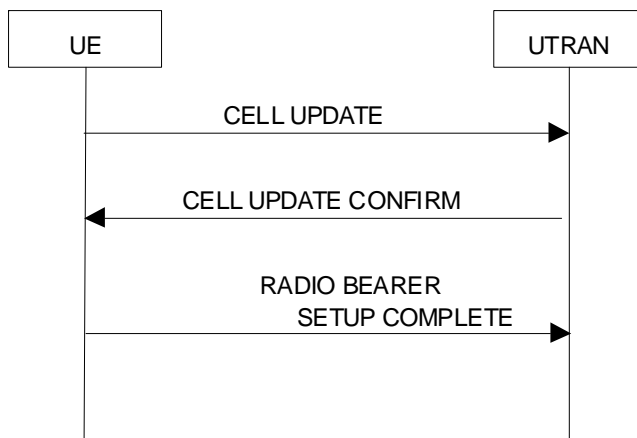 UE
UTRAN
CELL UPDATE
CELL UPDATE CONFIRM
RADIO BEARER
SETUP COMPLETE